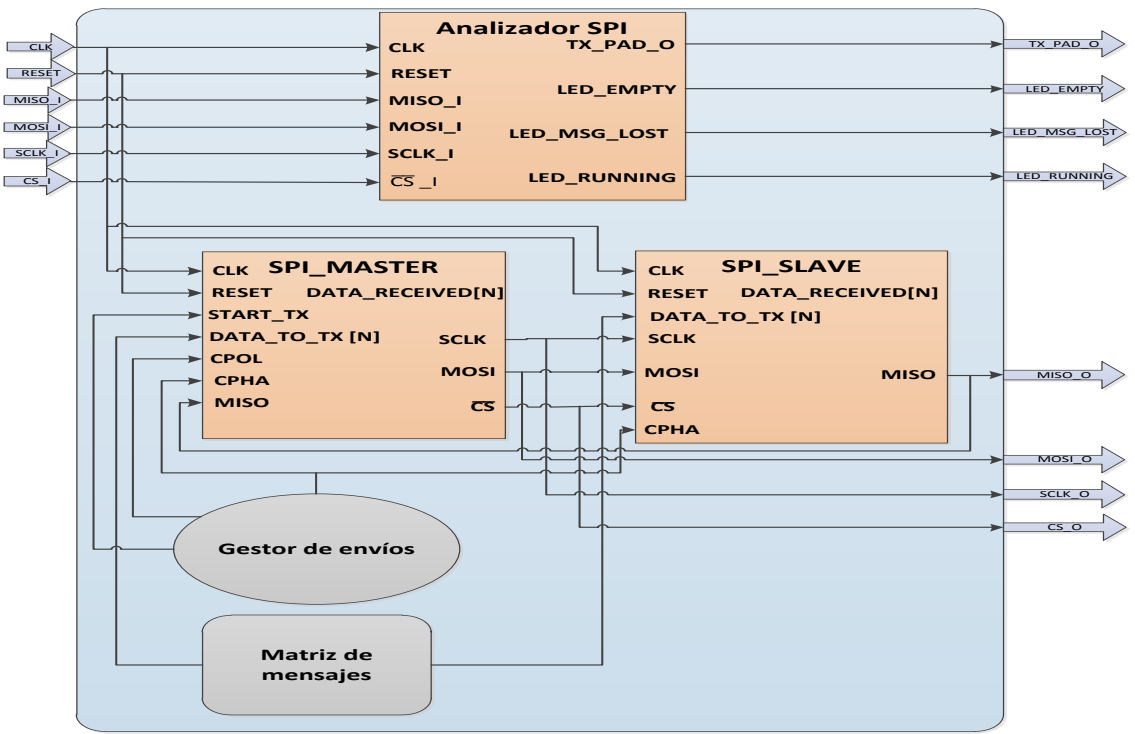 CLK
RESET
MISO_I
MOSI_I
SCLK_I
CS_I
Analizador SPI
CLK
RESET
MISO_I
MOSI_I
SCLK_I
CS _I
TX_PAD_O
LED_EMPTY
LED_MSG_LOST
LED_RUNNING
TX_PAD_O
LED_EMPTY
LED_MSG_LOST
LED_RUNNING
SPI_MASTER
CLK
RESET
START_TX
DATA_TO_TX [N]
CPOL
CPHA
MISO
DATA_RECEIVED[N]
SCLK
MOSI
CS
SPI_SLAVE
CLK
RESET
DATA_TO_TX [N]
SCLK
MOSI
CS
CPHA
DATA_RECEIVED[N]
MISO
MISO_O
MOSI_O
SCLK_O
CS_O
Gestor de envíos
Matriz de
mensajes